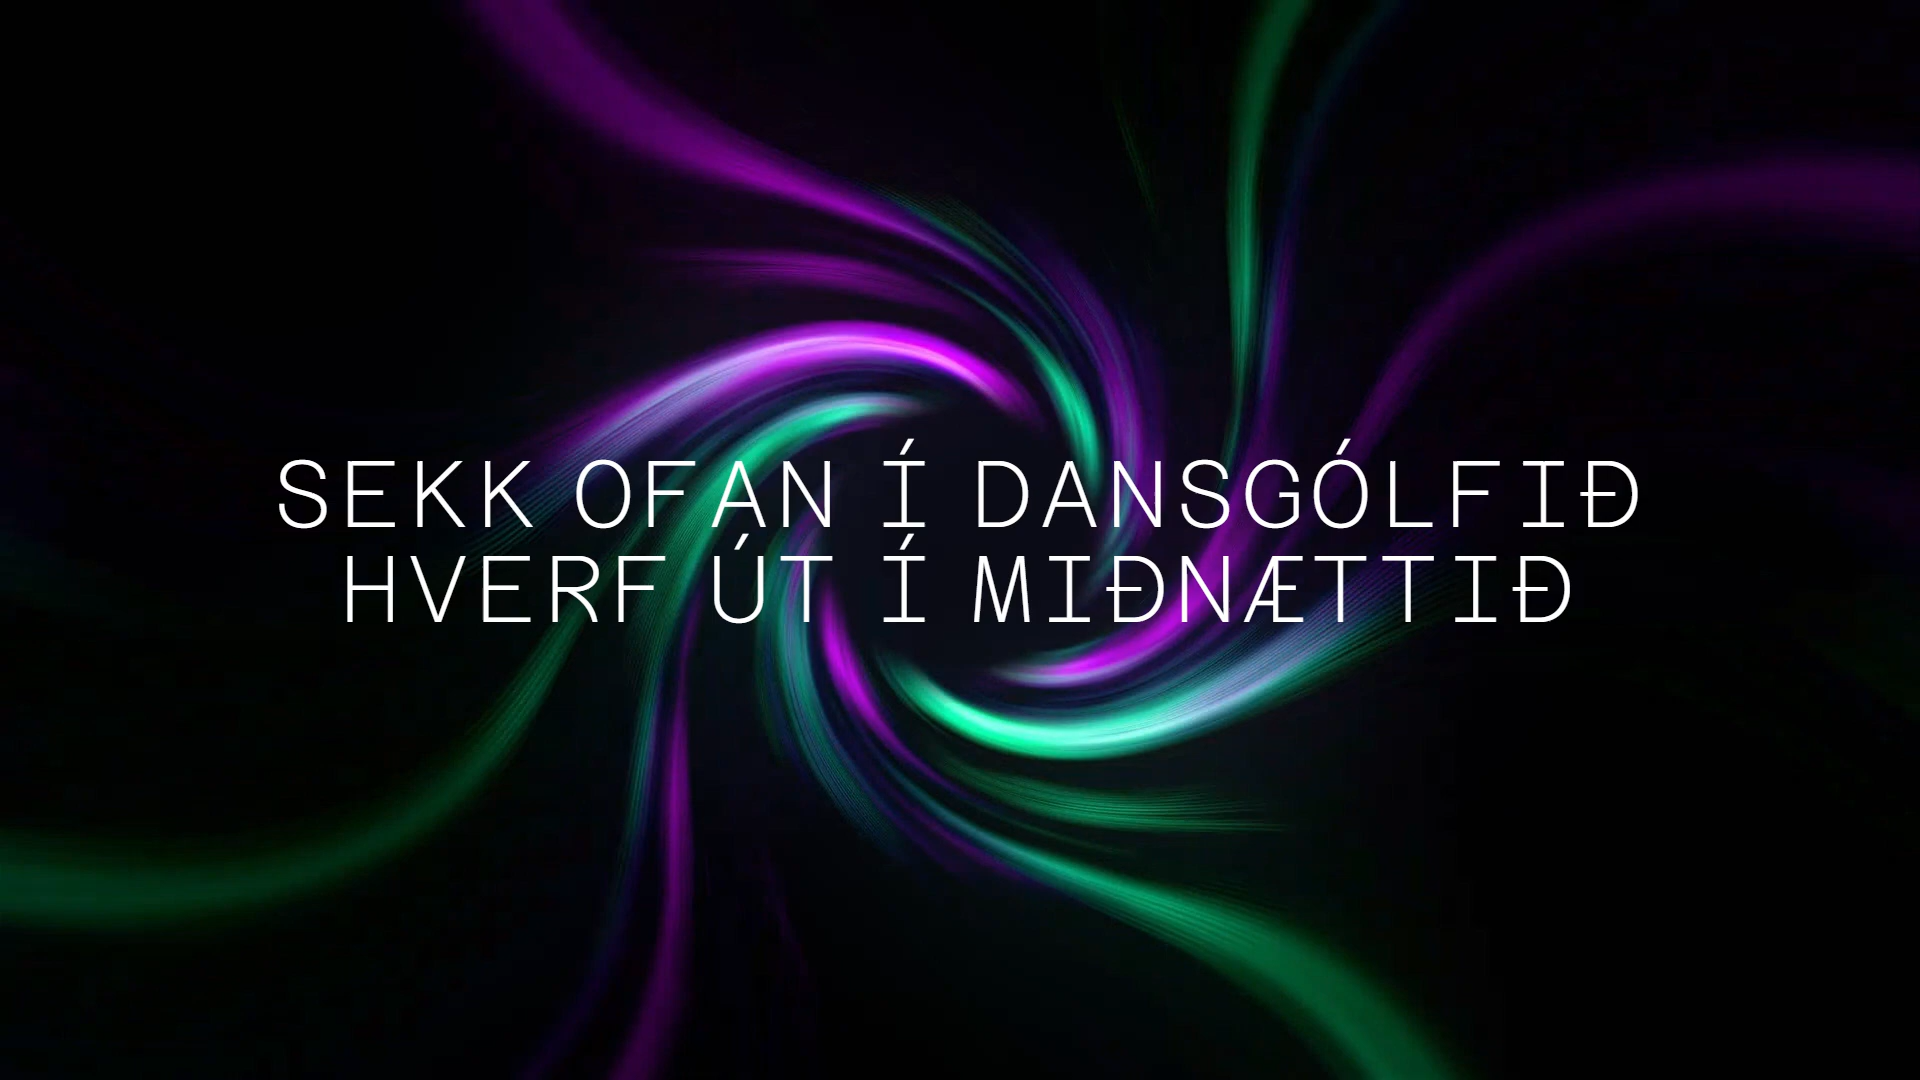 SEKK OFAN Í DANSGÓLFIÐ
HVERF ÚT Í MIÐNÆTTIÐ